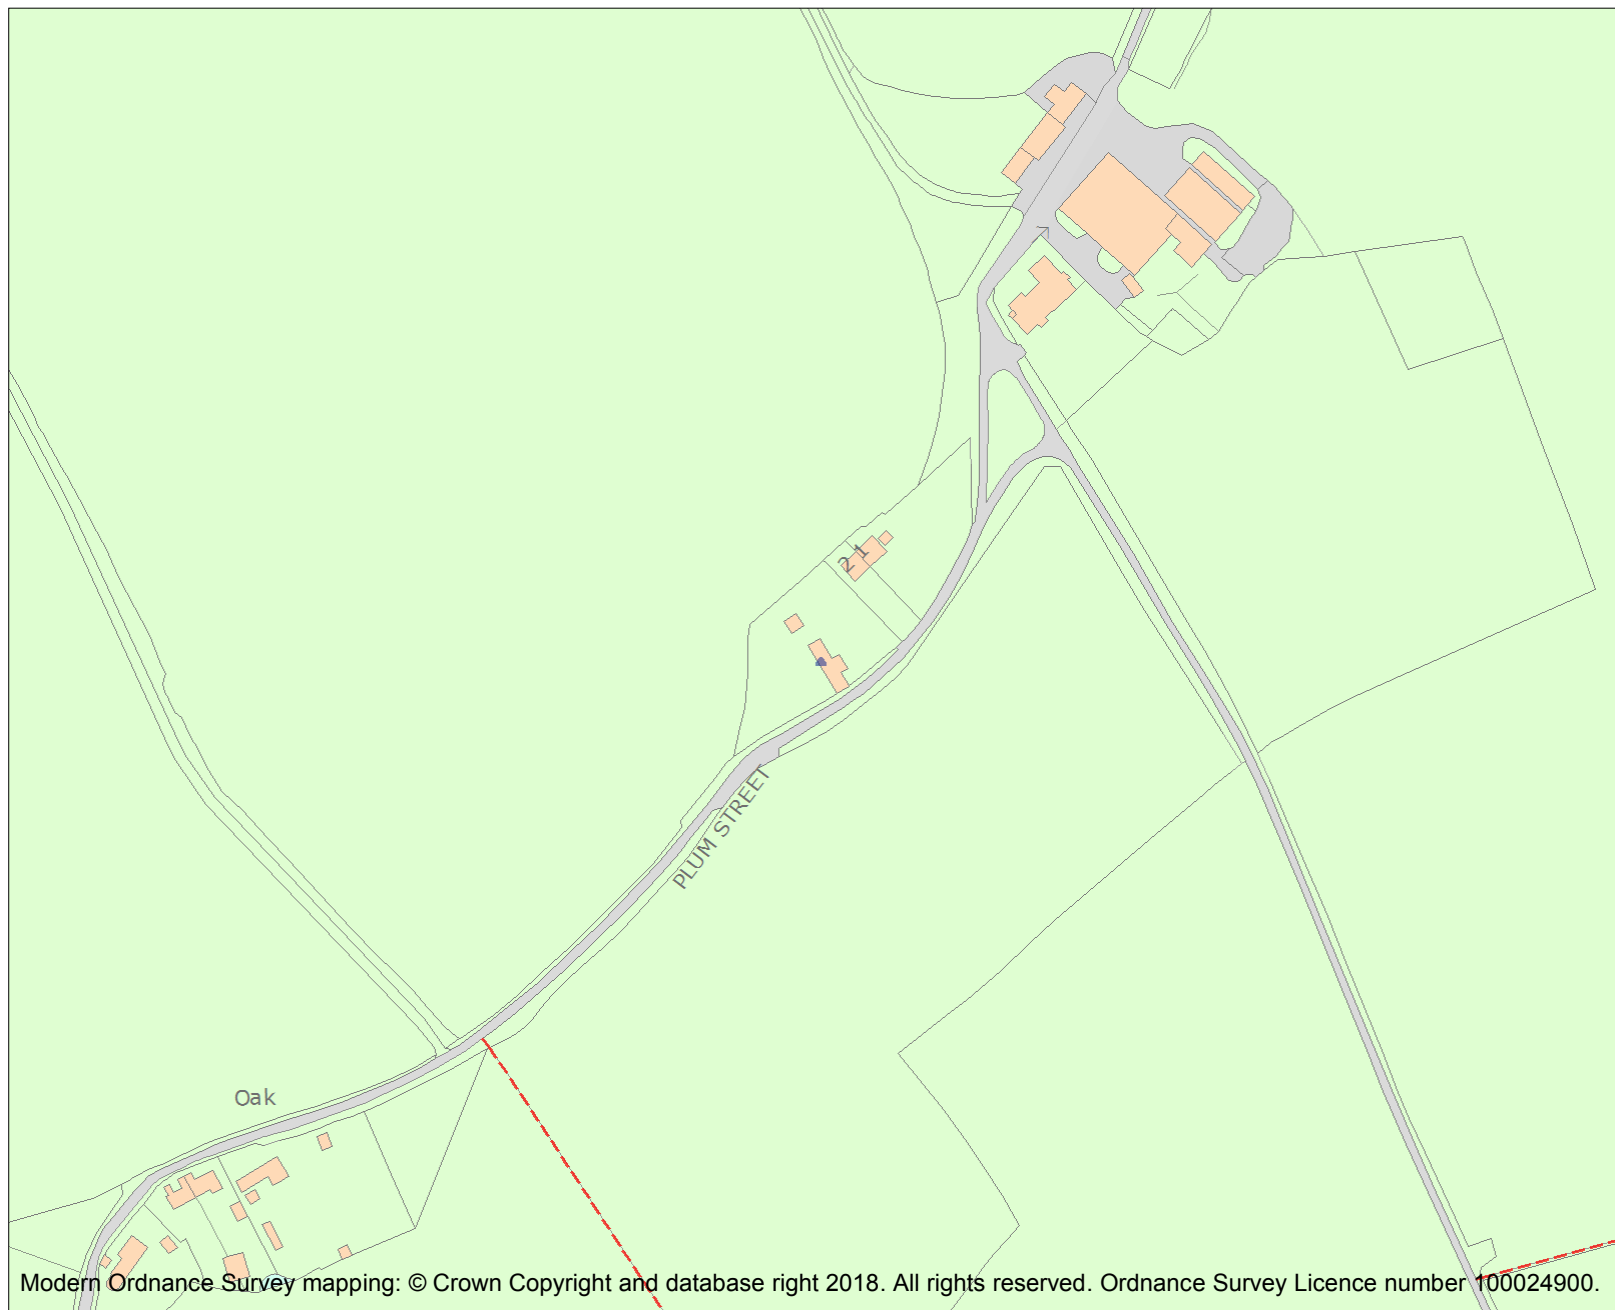 2 1
PLUM STREET
Oak
Modern Ordnance Survey mapping: © Crown Copyright and database right 2018. All rights reserved. Ordnance Survey Licence number 100024900.